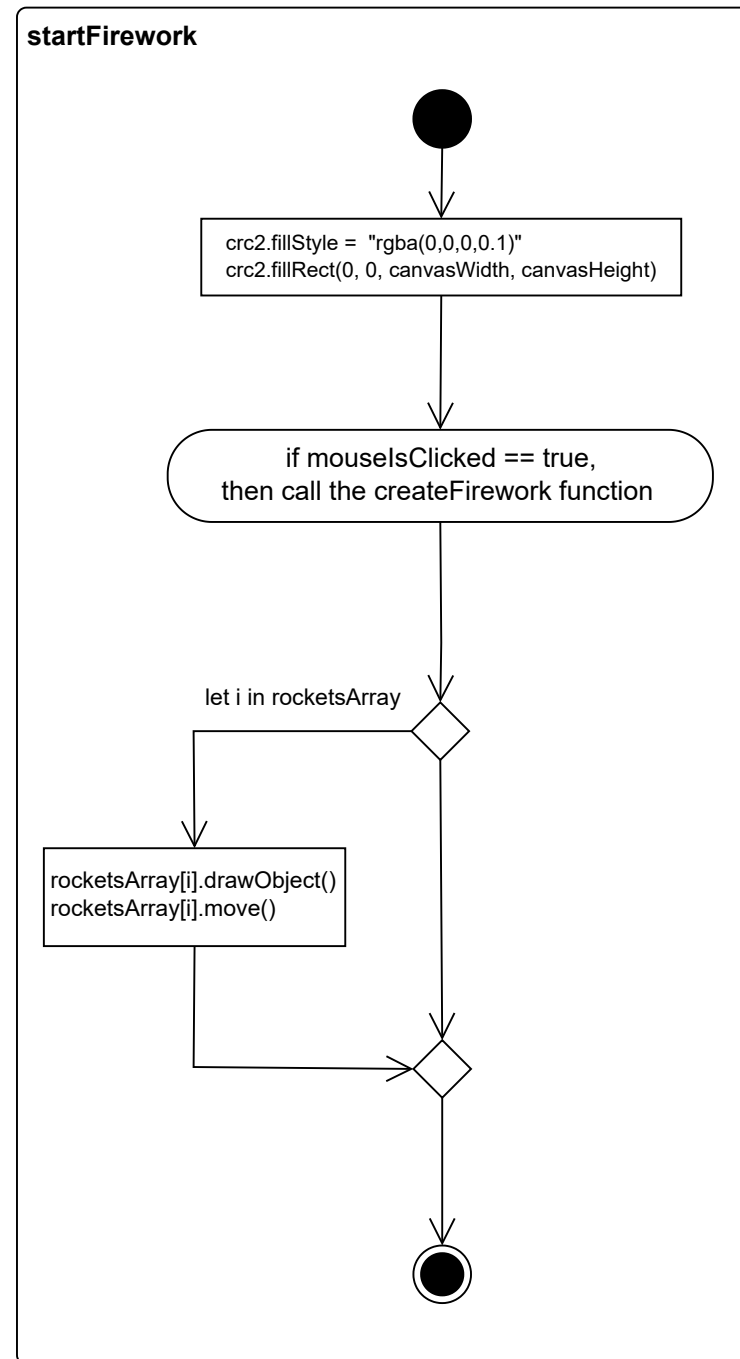 startFirework
crc2.fillStyle =  "rgba(0,0,0,0.1)"
crc2.fillRect(0, 0, canvasWidth, canvasHeight)
if mouseIsClicked == true,
then call the createFirework function
let i in rocketsArray
rocketsArray[i].drawObject()
rocketsArray[i].move()